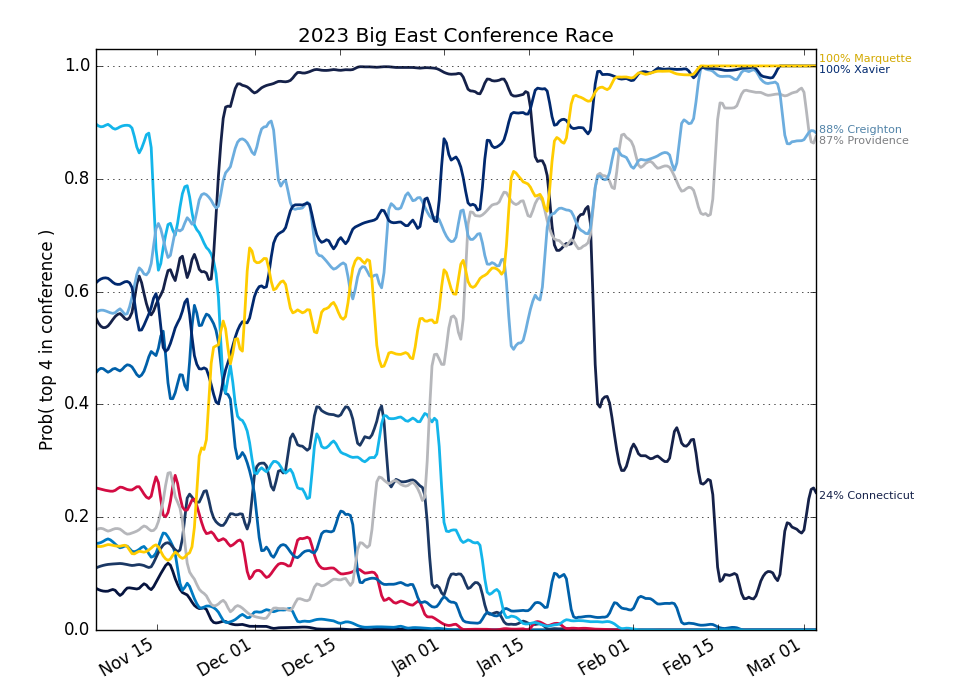 2023 Big East Conference Race
Prob( top 4 in conference )
1.0
0.8
0.6
0.4
0.2
0.0
Nov 15
Dec 01
Dec 15
Jan 01
Jan 15
Feb 01
Feb 15
Mar 01
100% Marquette
100% Xavier
88% Creighton
87% Providence
24% Connecticut